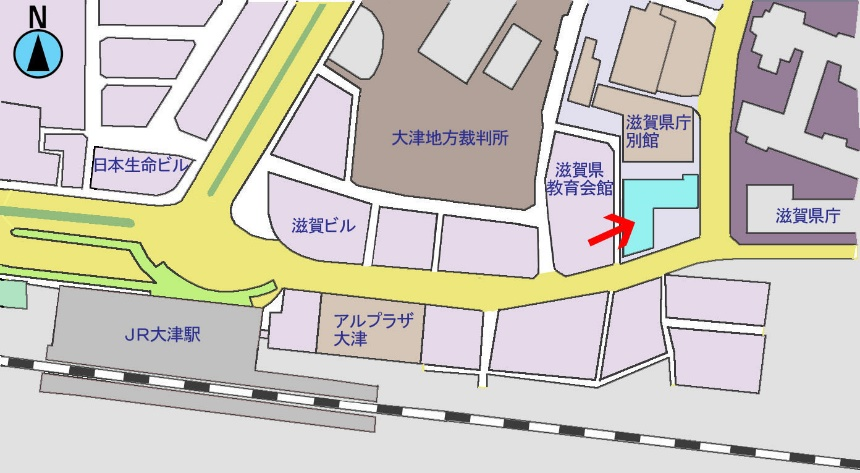 N
滋賀県庁
別館
大津地方裁判所
日本生命ビル
滋賀県
教育会館
滋賀ビル
滋賀県庁
アルプラザ
大津
JR大津駅